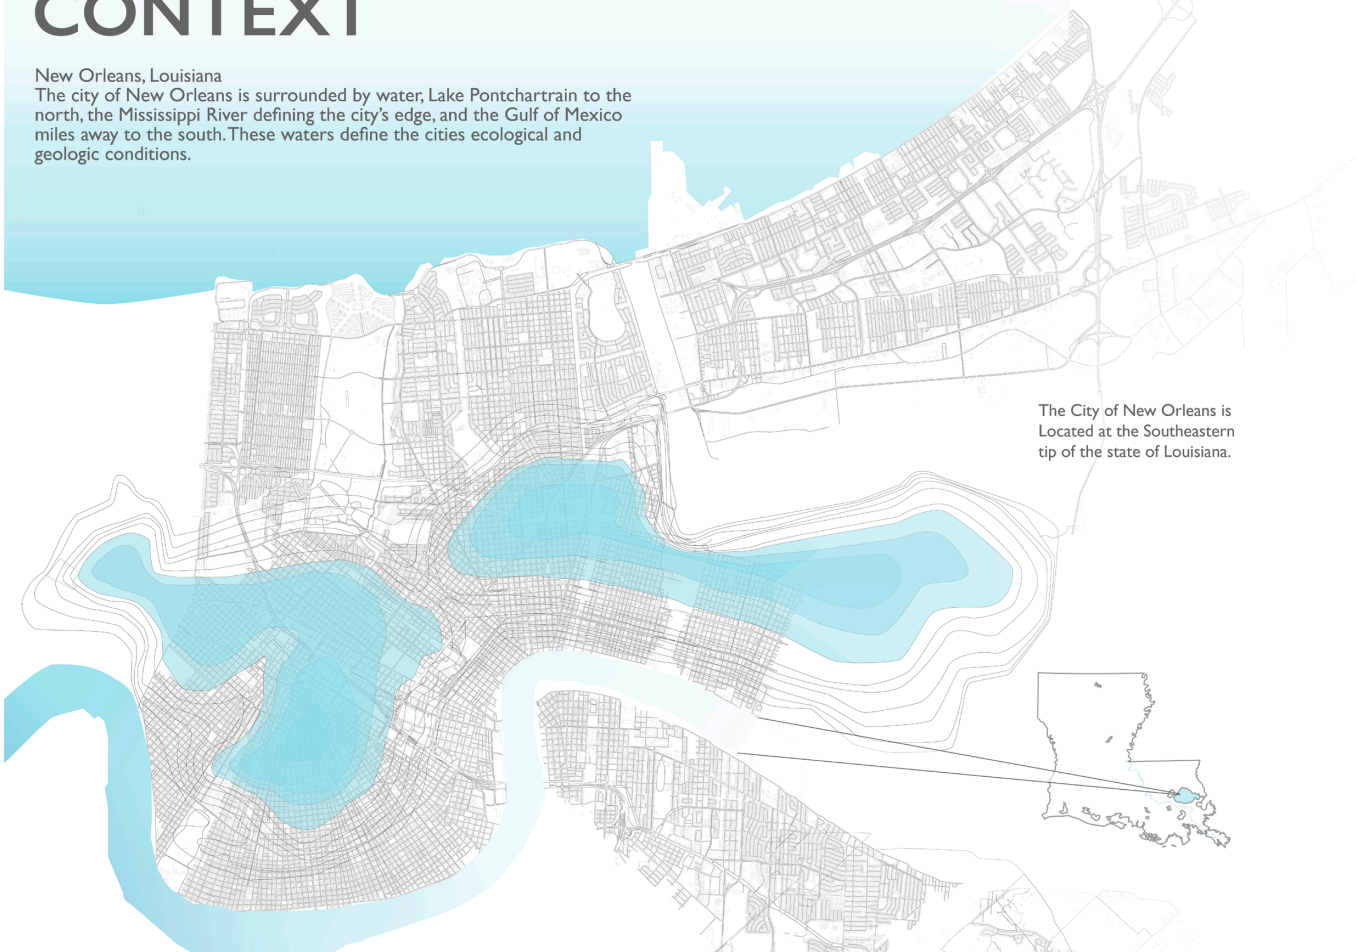 CONTEXT
New Orleans, Louisiana
The city of New Orleans is surrounded by water, Lake Pontchartrain to the
north, the Mississippi River defining the city's edge, and the Gulf of Mexico
miles away to the south. These waters define the cities ecological and
geologic conditions.
The City of New Orleans is
Located at the Southeastern
tip of the state of Louisiana.